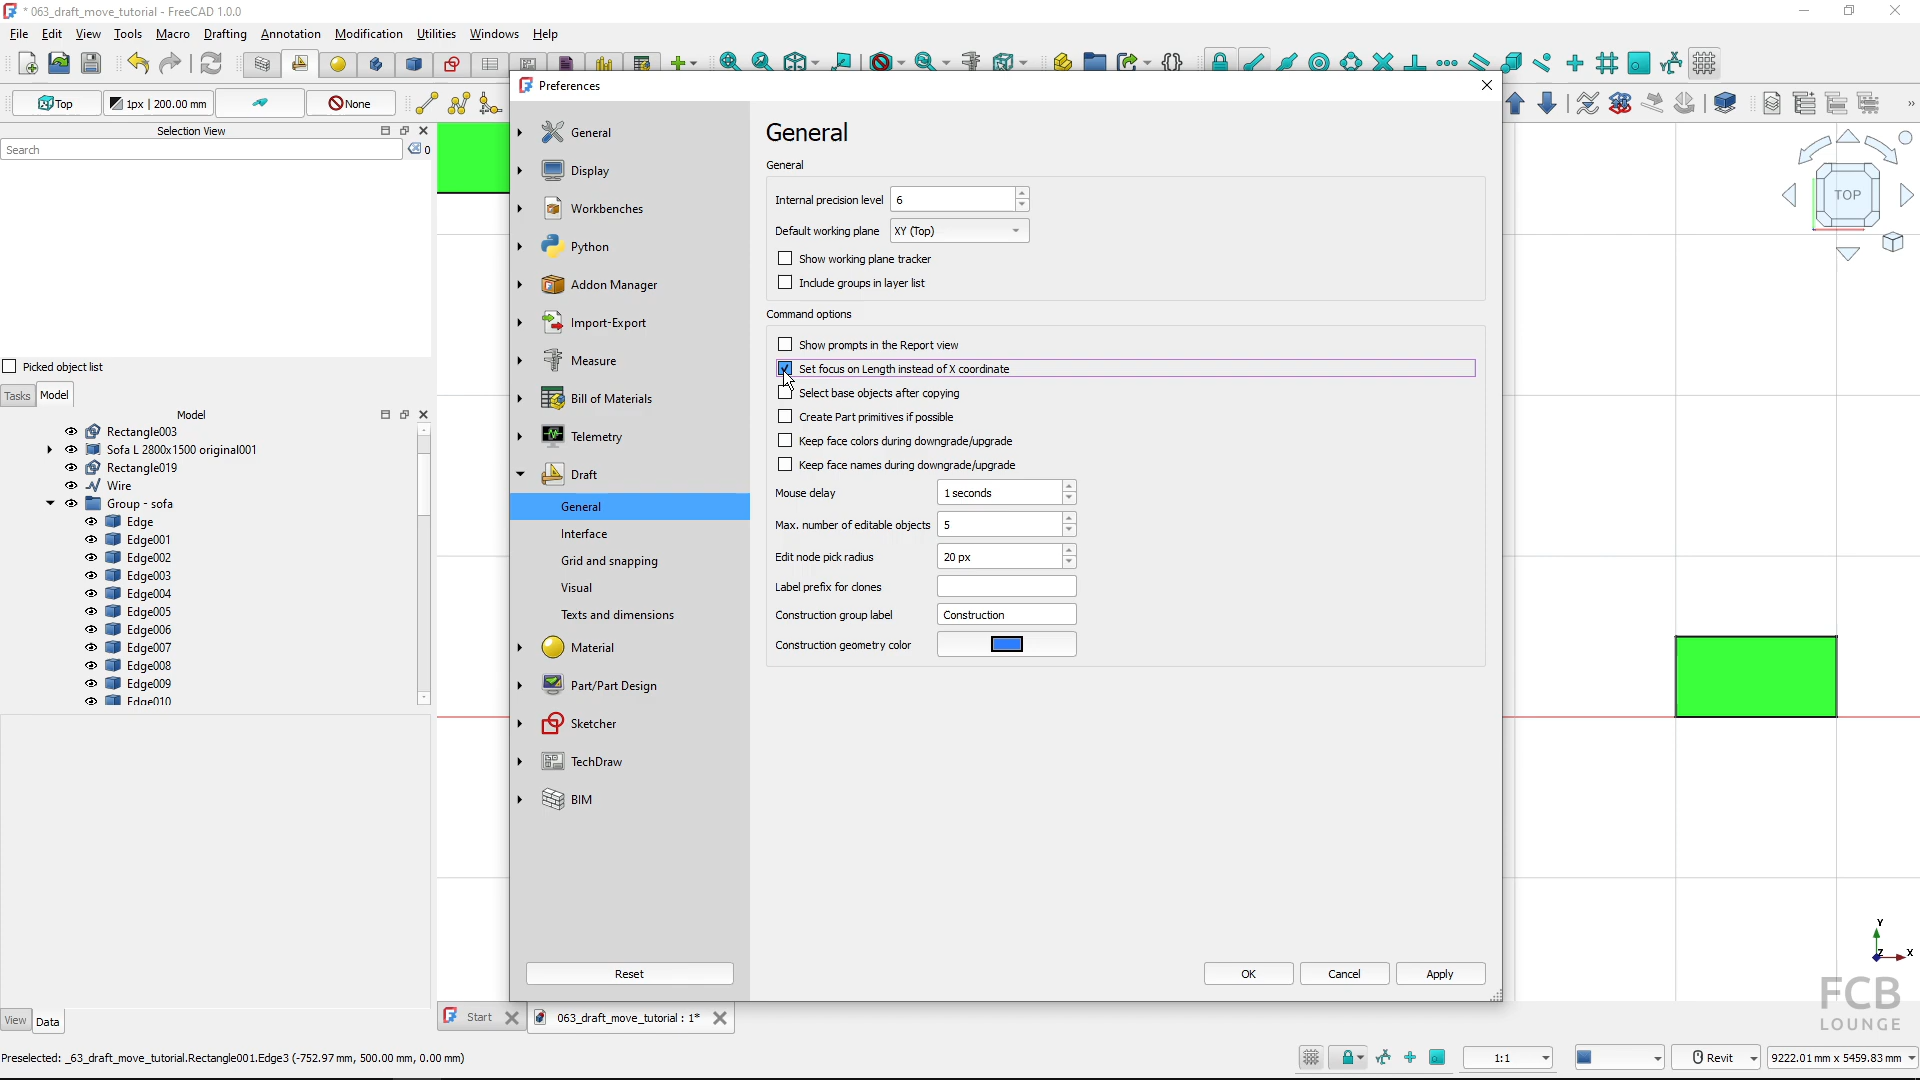 * 063_draft_move_tutorial - FreeCAD 1.0.0
File Edit View Tools Macro Drafting Annotation Modification Utilities Windows Help
Top 1px | 200.00 mm None
Selection View
Search
0
Picked object list
Tasks Model
Model
Rectangle003
Sofa L 2800x1500 original001
Rectangle019
Wire
Group - sofa
Edge
Edge001
Edge002
Edge003
Edge004
Edge005
Edge006
Edge007
Edge008
Edge009
Edge010
View Data
Preferences
General
Display
Workbenches
Python
Addon Manager
Import-Export
Measure
Bill of Materials
Telemetry
Draft
General
Interface
Grid and snapping
Visual
Texts and dimensions
Material
Part/Part Design
Sketcher
TechDraw
BIM
Reset
General
General
Internal precision level 6
Default working plane XY (Top)
Show working plane tracker
Include groups in layer list
Command options
Show prompts in the Report view
Set focus on Length instead of X coordinate
Select base objects after copying
Create Part primitives if possible
Keep face colors during downgrade/upgrade
Keep face names during downgrade/upgrade
Mouse delay 1 seconds
Max. number of editable objects 5
Edit node pick radius 20 px
Label prefix for clones
Construction group label Construction
Construction geometry color
OK Cancel Apply
TOP
Y
Z X
FCB
LOUNGE
Start 063_draft_move_tutorial : 1*
Preselected: _63_draft_move_tutorial.Rectangle001.Edge3 (-752.97 mm, 500.00 mm, 0.00 mm)
1:1 Revit 9222.01 mm x 5459.83 mm